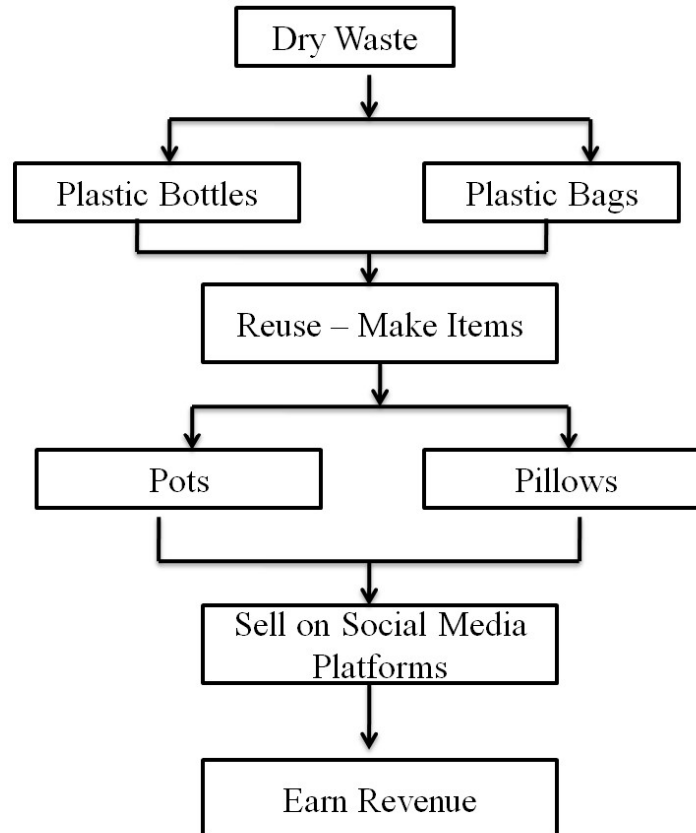 Dry Waste
Plastic Bottles
Plastic Bags
Reuse – Make Items
Pots
Pillows
Sell on Social Media
Platforms
Earn Revenue